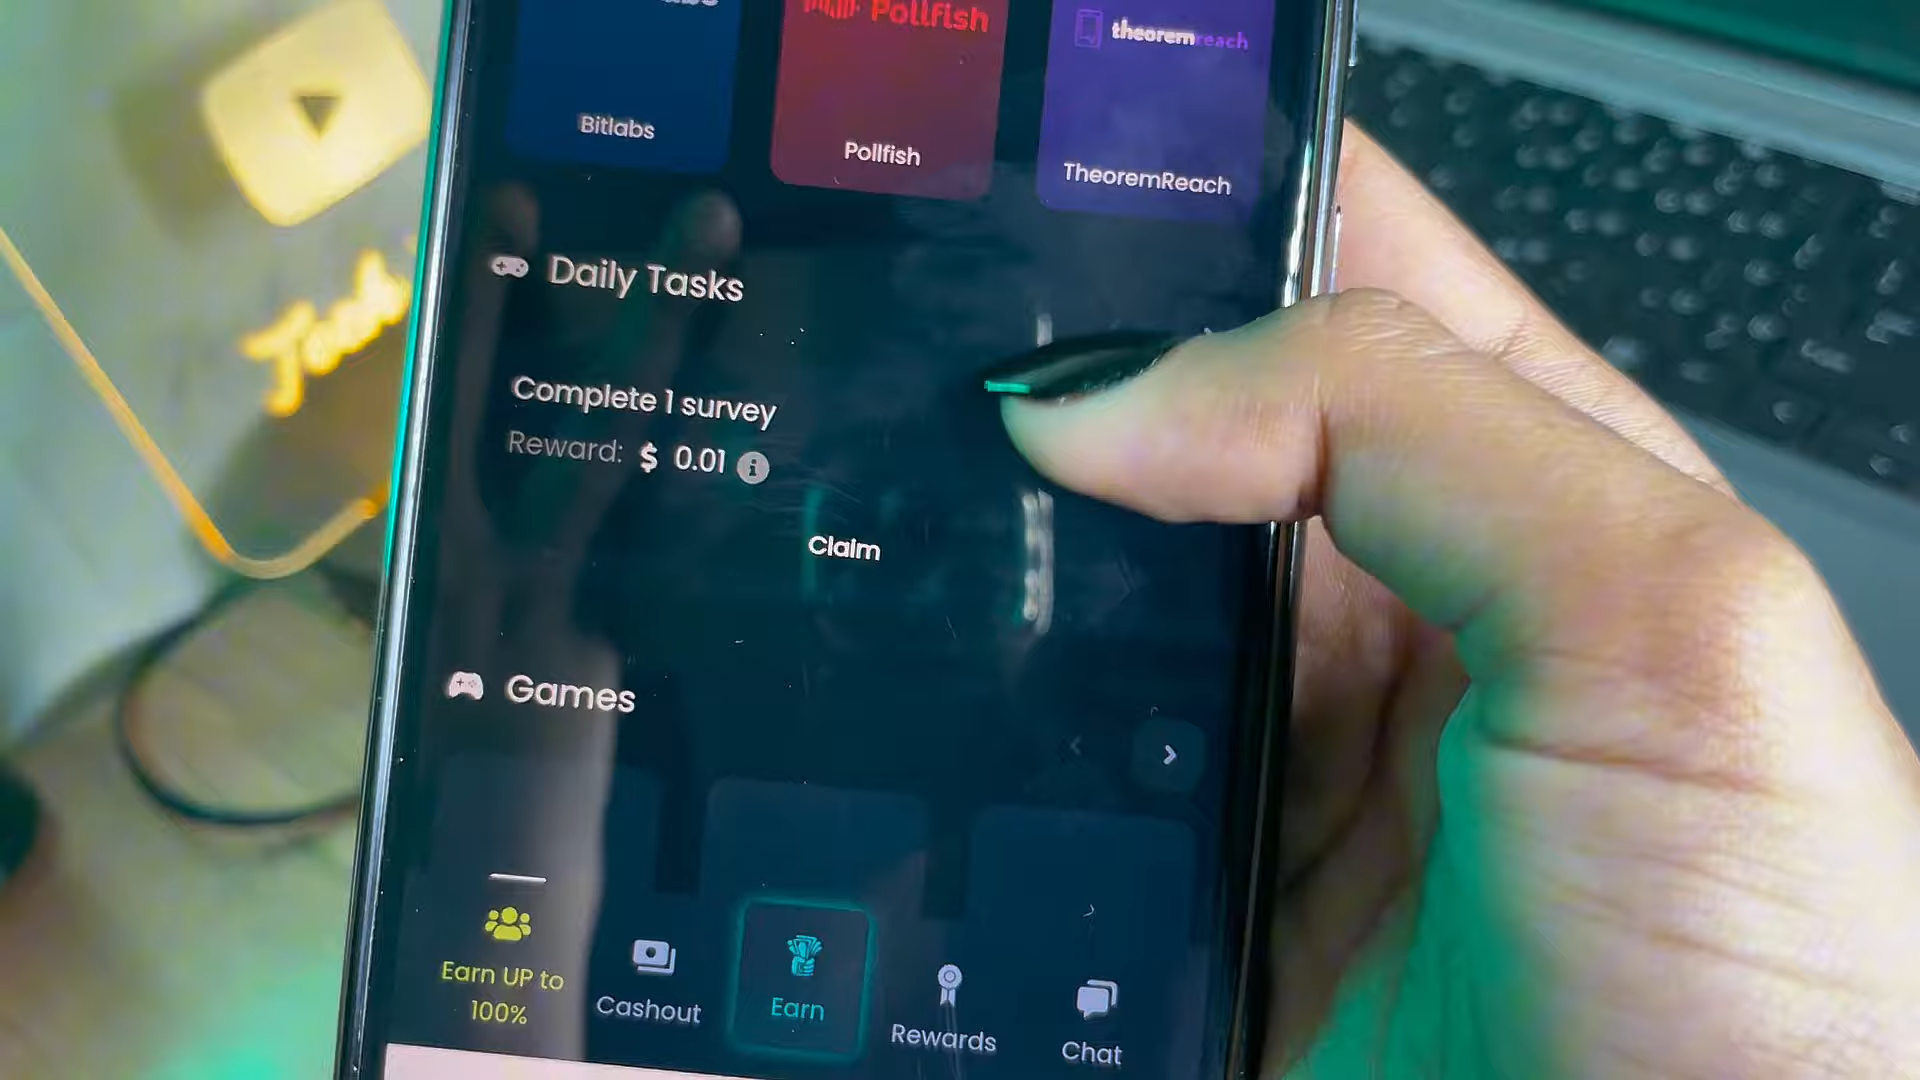 Pollfish
theoremreach
Bitlabs
Pollfish
TheoremReach
Daily Tasks
Complete 1 survey
Reward: $ 0.01
Claim
Games
Earn UP to
100%
Cashout
Earn
Rewards
Chat